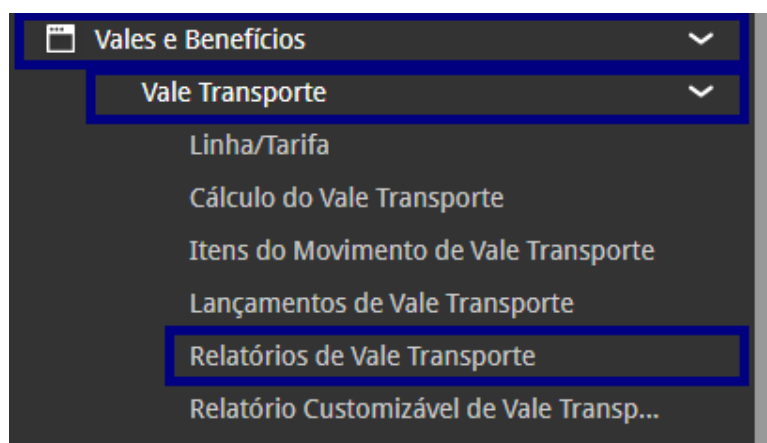 Vales e Benefícios
Vale Transporte
Linha/Tarifa
Cálculo do Vale Transporte
Itens do Movimento de Vale Transporte
Lançamentos de Vale Transporte
Relatórios de Vale Transporte
Relatório Customizável de Vale Transp...